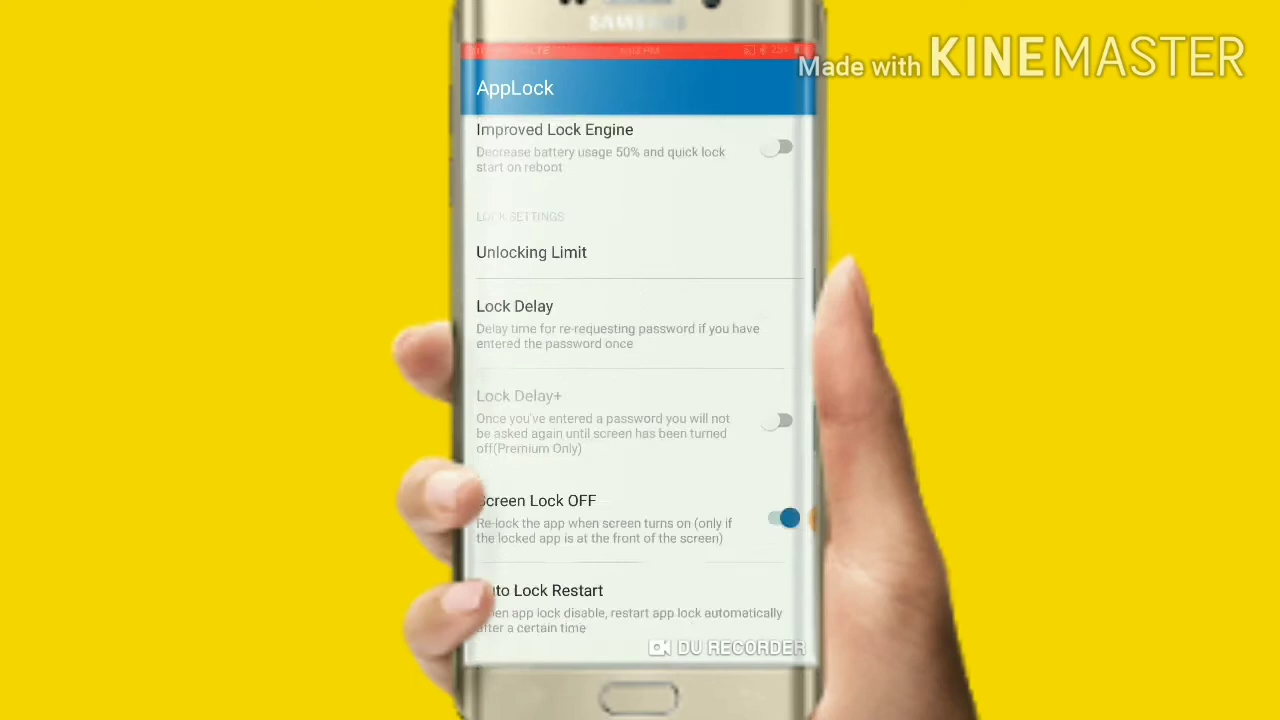 SAMSUNG
Made with KINEMASTER
AppLock
Improved Lock Engine
Decrease battery usage 50% and quick lock
start on reboot
LOCK SETTINGS
Unlocking Limit
Lock Delay
Delay time for re-requesting password if you have
entered the password once
Lock Delay+
Once you've entered a password you will not
be asked again until screen has been turned
off(Premium Only)
Screen Lock OFF
Re-lock the app when screen turns on (only if
the locked app is at the front of the screen)
uto Lock Restart
en app lock disable, restart app lock automatically
after a certain time
DU RECORDER